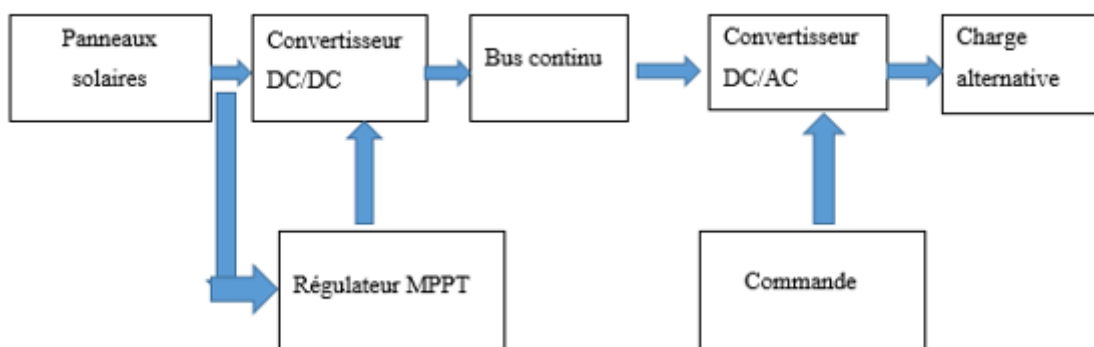 Panneaux
solaires
Convertisseur
DC/DC
Bus continu
Convertisseur
DC/AC
Charge
alternative
Régulateur MPPT
Commande